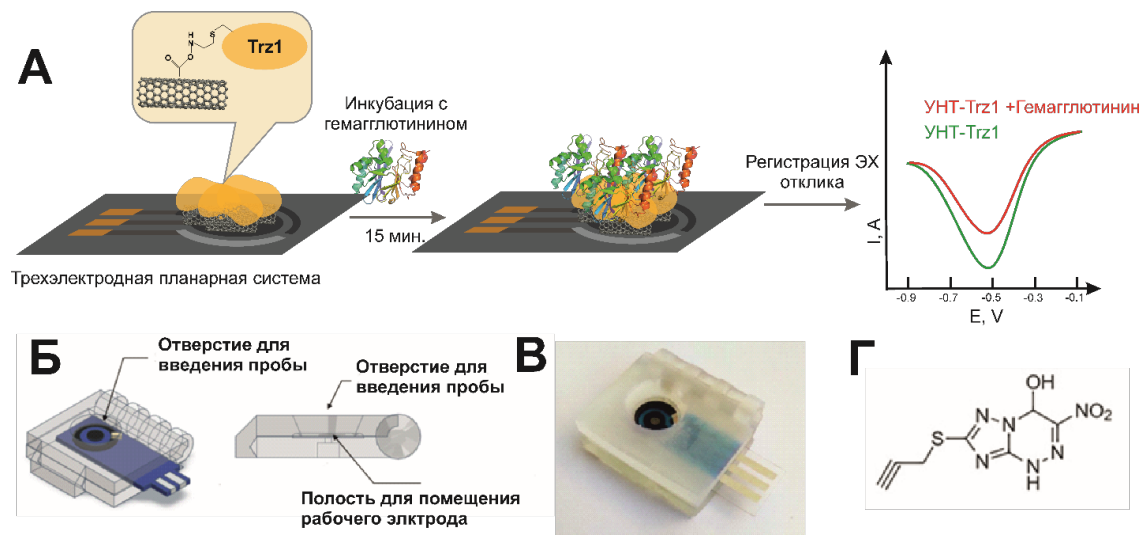 А
H
N
S
O
O
Trz1
Инкубация с
гемагглютинином
15 мин.
Трехэлектродная планарная система
Регистрация ЭХ
отклика
УНТ-Trz1 +Гемагглютинин
УНТ-Trz1
I, A
-0.9 -0.7 -0.5 -0.3 -0.1
E, V
Б
Отверстие для
введения пробы
Отверстие для
введения пробы
Полость для помещения
рабочего элктрода
В
Г
OH
NO₂
N
N
S
N
N
N
H